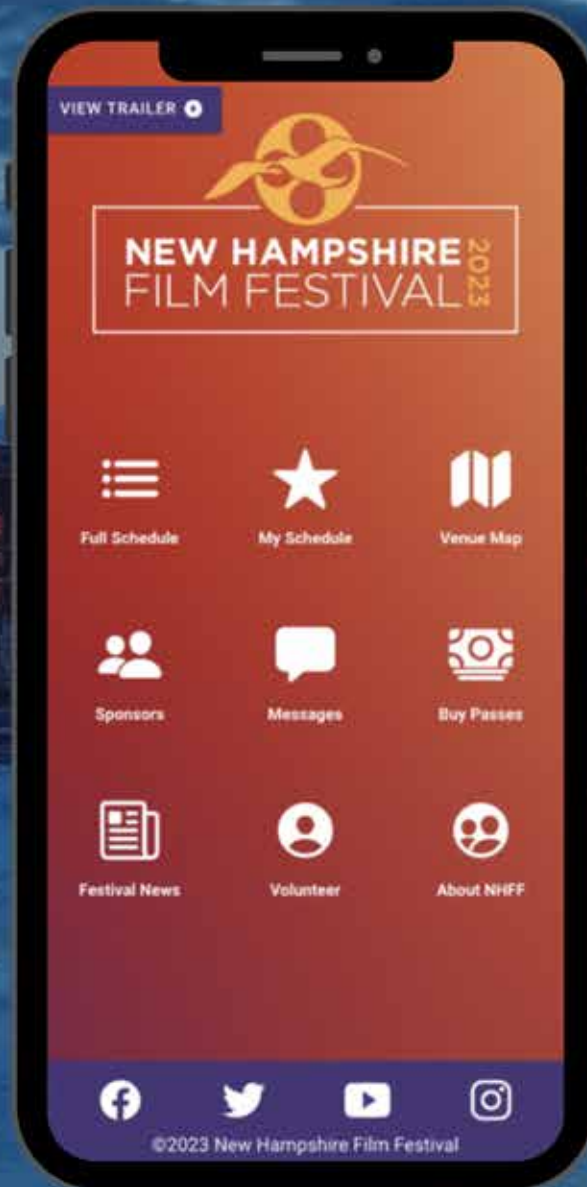 VIEW TRAILER
NEW HAMPSHIRE
FILM FESTIVAL
2023
Full Schedule
My Schedule
Venue Map
Sponsors
Messages
Buy Passes
Festival News
Volunteer
About NHFF
©2023 New Hampshire Film Festival